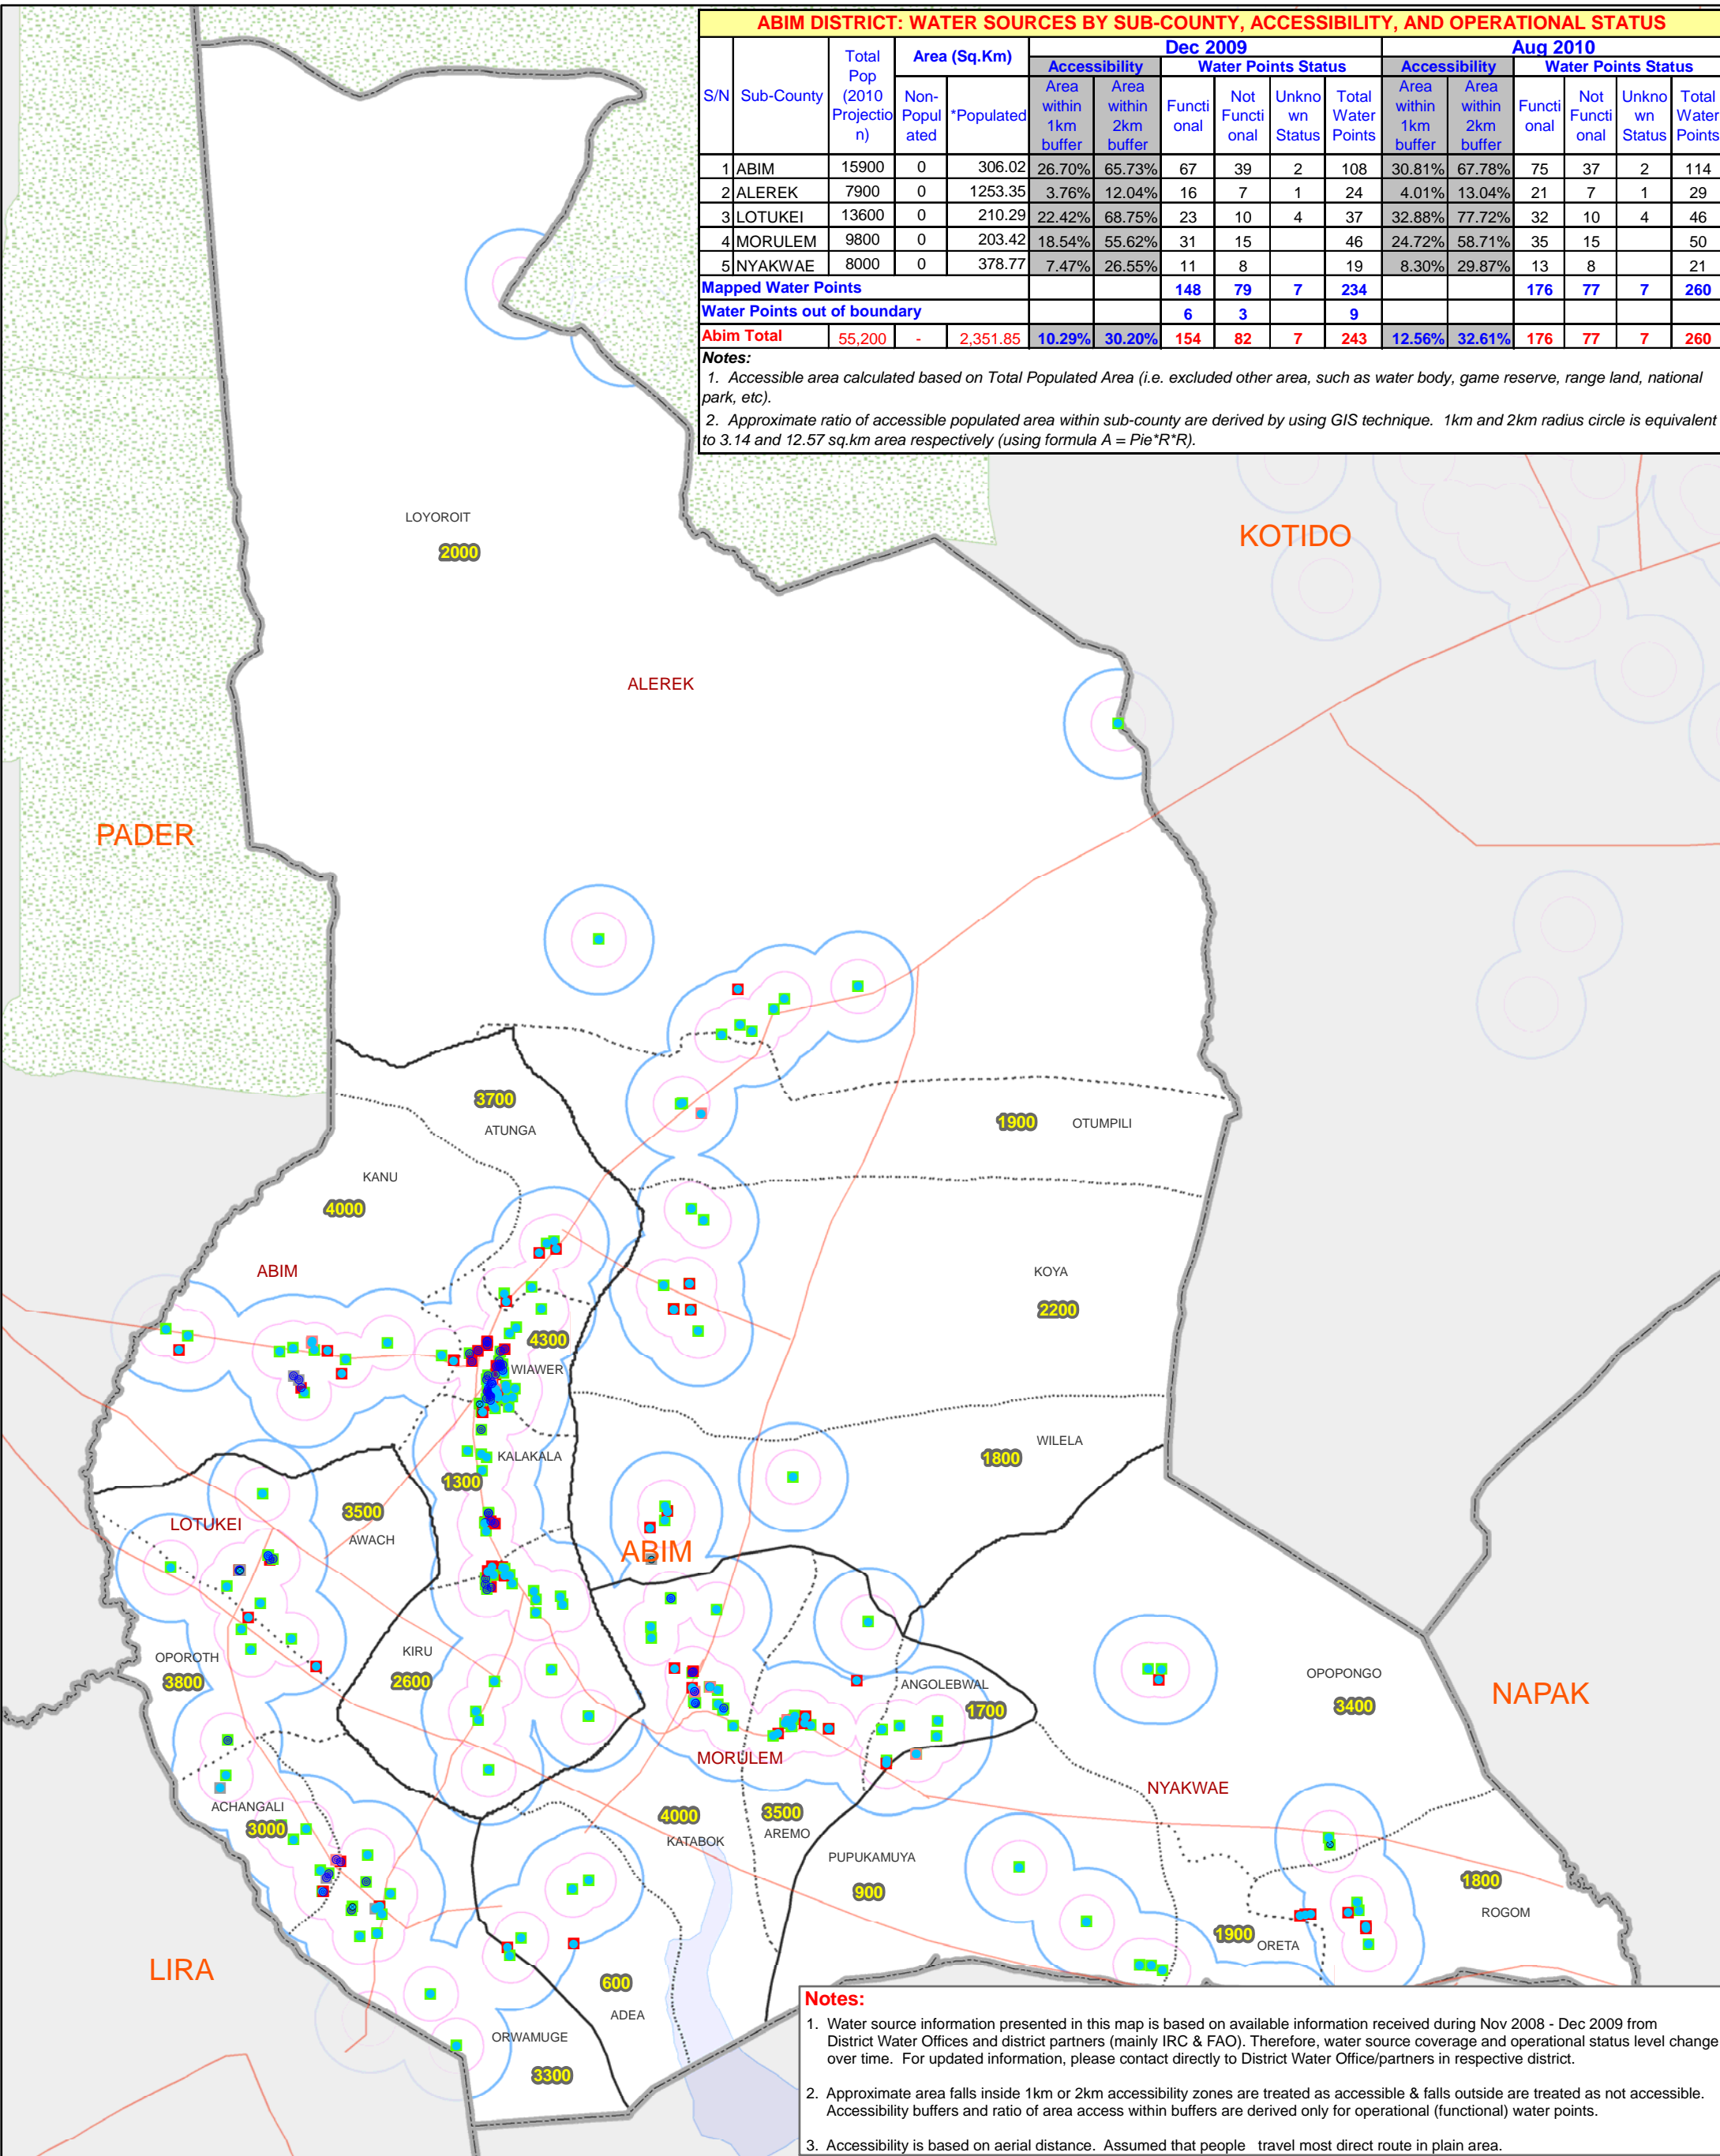 ABIM DISTRICT: WATER SOURCES BY SUB-COUNTY, ACCESSIBILITY, AND OPERATIONAL STATUS
S/N Sub-County Total Pop (2010 Projectio n) Area (Sq.Km) Dec 2009 Aug 2010
Accessibility Water Points Status Accessibility Water Points Status
Non-Popul ated *Populated Area within 1km buffer Area within 2km buffer Functi onal Not Functi onal Unkno wn Status Total Water Points Area within 1km buffer Area within 2km buffer Functi onal Not Functi onal Unkno wn Status Total Water Points
1 ABIM 15900 0 306.02 26.70% 65.73% 67 39 2 108 30.81% 67.78% 75 37 2 114
2 ALEREK 7900 0 1253.35 3.76% 12.04% 16 7 1 24 4.01% 13.04% 21 7 1 29
3 LOTUKEI 13600 0 210.29 22.42% 68.75% 23 10 4 37 32.88% 77.72% 32 10 4 46
4 MORULEM 9800 0 203.42 18.54% 55.62% 31 15 46 24.72% 58.71% 35 15 50
5 NYAKWAE 8000 0 378.77 7.47% 26.55% 11 8 19 8.30% 29.87% 13 8 21
Mapped Water Points 148 79 7 234 176 77 7 260
Water Points out of boundary 6 3 9
Abim Total 55,200 - 2,351.85 10.29% 30.20% 154 82 7 243 12.56% 32.61% 176 77 7 260
Notes:
1. Accessible area calculated based on Total Populated Area (i.e. excluded other area, such as water body, game reserve, range land, national
park, etc).
2. Approximate ratio of accessible populated area within sub-county are derived by using GIS technique. 1km and 2km radius circle is equivalent
to 3.14 and 12.57 sq.km area respectively (using formula A = Pie*R*R).
LOYOROIT
2000
KOTIDO
ALEREK
PADER
3700
ATUNGA
1900 OTUMPILI
KANU
4000
ABIM
KOYA
2200
4300
WIAWER
WILELA
1800
KALAKALA
1300
3500
AWACH
LOTUKEI
ABIM
KIRU
2600
OPOROTH
3800
ANGOLEBWAL
1700
OPOPONGO
3400
NAPAK
MORULEM
NYAKWAE
ACHANGALI
3000
4000
KATABOK
3500
AREMO
PUPUKAMUYA
900
1800
ROGOM
1900
ORETA
LIRA
600
ADEA
ORWAMUGE
3300
Notes:
1. Water source information presented in this map is based on available information received during Nov 2008 - Dec 2009 from
District Water Offices and district partners (mainly IRC & FAO). Therefore, water source coverage and operational status level change
over time. For updated information, please contact directly to District Water Office/partners in respective district.
2. Approximate area falls inside 1km or 2km accessibility zones are treated as accessible & falls outside are treated as not accessible.
Accessibility buffers and ratio of area access within buffers are derived only for operational (functional) water points.
3. Accessibility is based on aerial distance. Assumed that people travel most direct route in plain area.